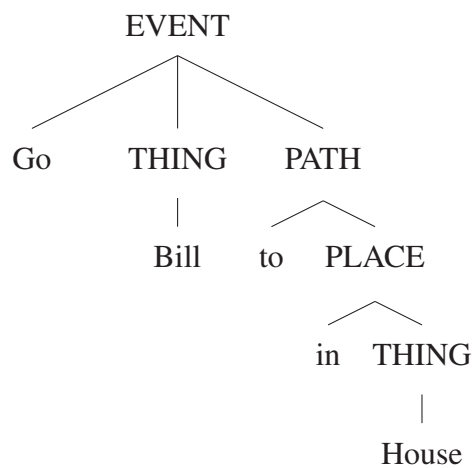 EVENT
Go THING PATH
Bill to PLACE
in THING
House